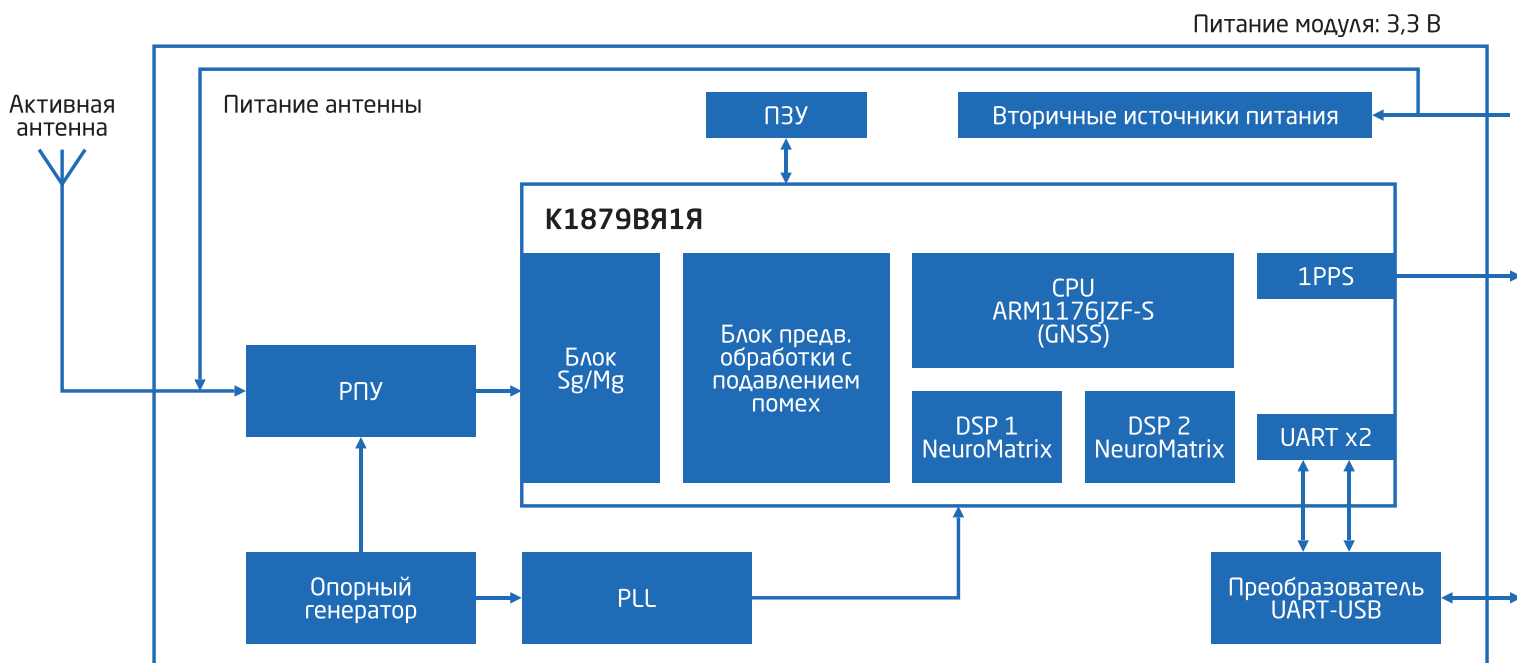 Питание модуля: 3,3 В
Активная
антенна
Питание антенны
ПЗУ
Вторичные источники питания
К1879ВЯ1Я
Блок
Sg/Mg
Блок предв.
обработки с
подавлением
помех
CPU
ARM1176JZF-S
(GNSS)
1PPS
РПУ
DSP 1
NeuroMatrix
DSP 2
NeuroMatrix
UART x2
Опорный
генератор
PLL
Преобразователь
UART-USB